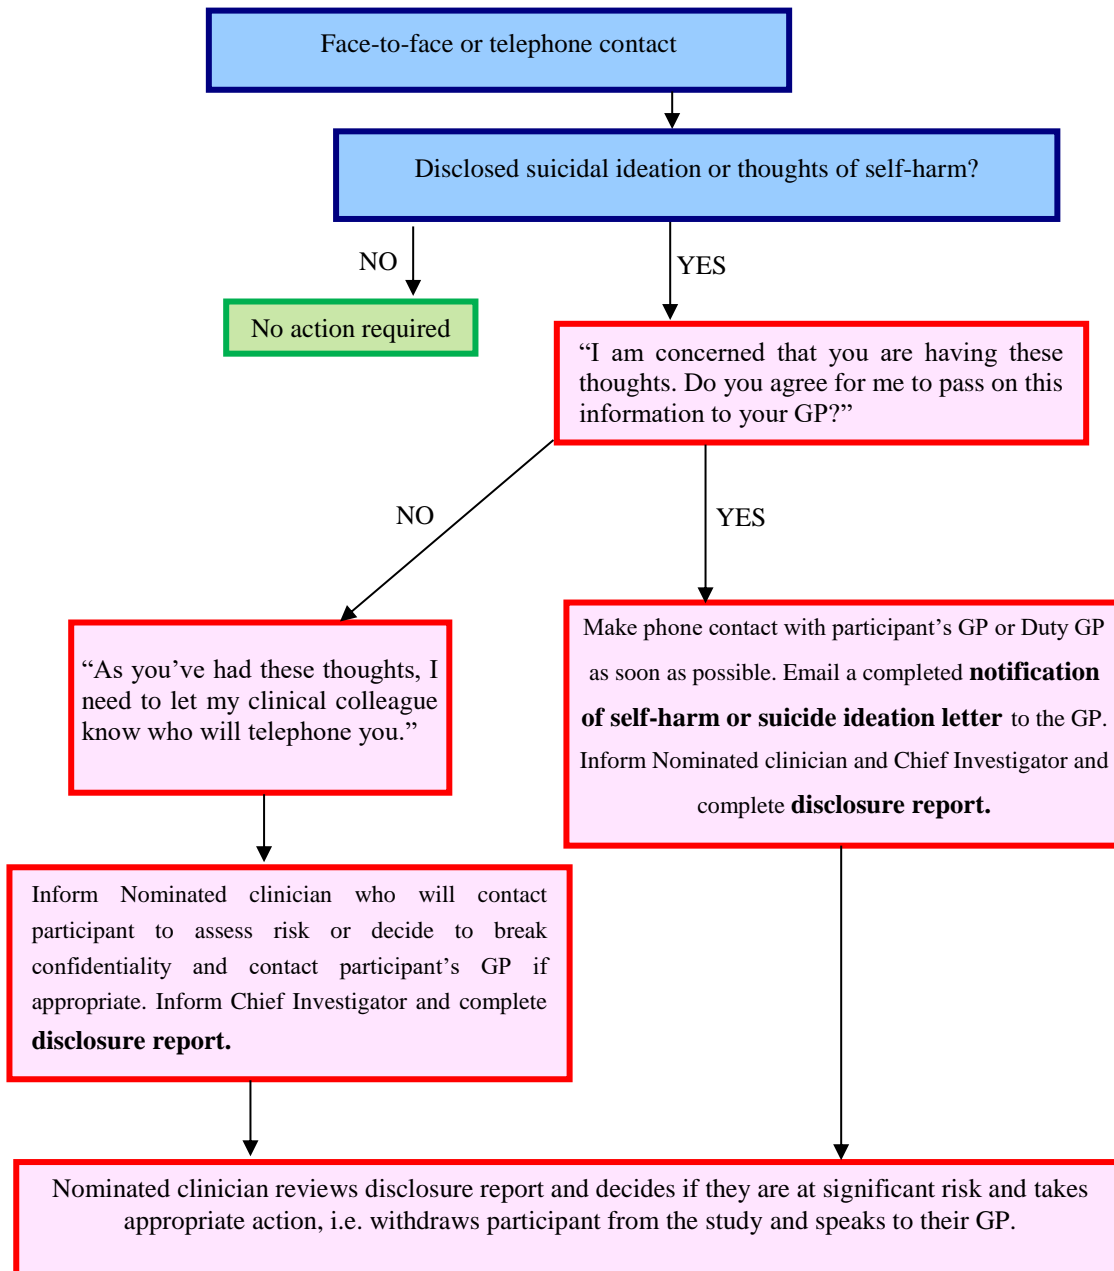 Face-to-face or telephone contact
Disclosed suicidal ideation or thoughts of self-harm?
NO
YES
No action required
“I am concerned that you are having these
thoughts. Do you agree for me to pass on this
information to your GP?”
NO
YES
“As you’ve had these thoughts, I
need to let my clinical colleague
know who will telephone you.”
Make phone contact with participant’s GP or Duty GP
as soon as possible. Email a completed notification
of self-harm or suicide ideation letter to the GP.
Inform Nominated clinician and Chief Investigator and
complete disclosure report.
Inform Nominated clinician who will contact
participant to assess risk or decide to break
confidentiality and contact participant’s GP if
appropriate. Inform Chief Investigator and complete
disclosure report.
Nominated clinician reviews disclosure report and decides if they are at significant risk and takes
appropriate action, i.e. withdraws participant from the study and speaks to their GP.